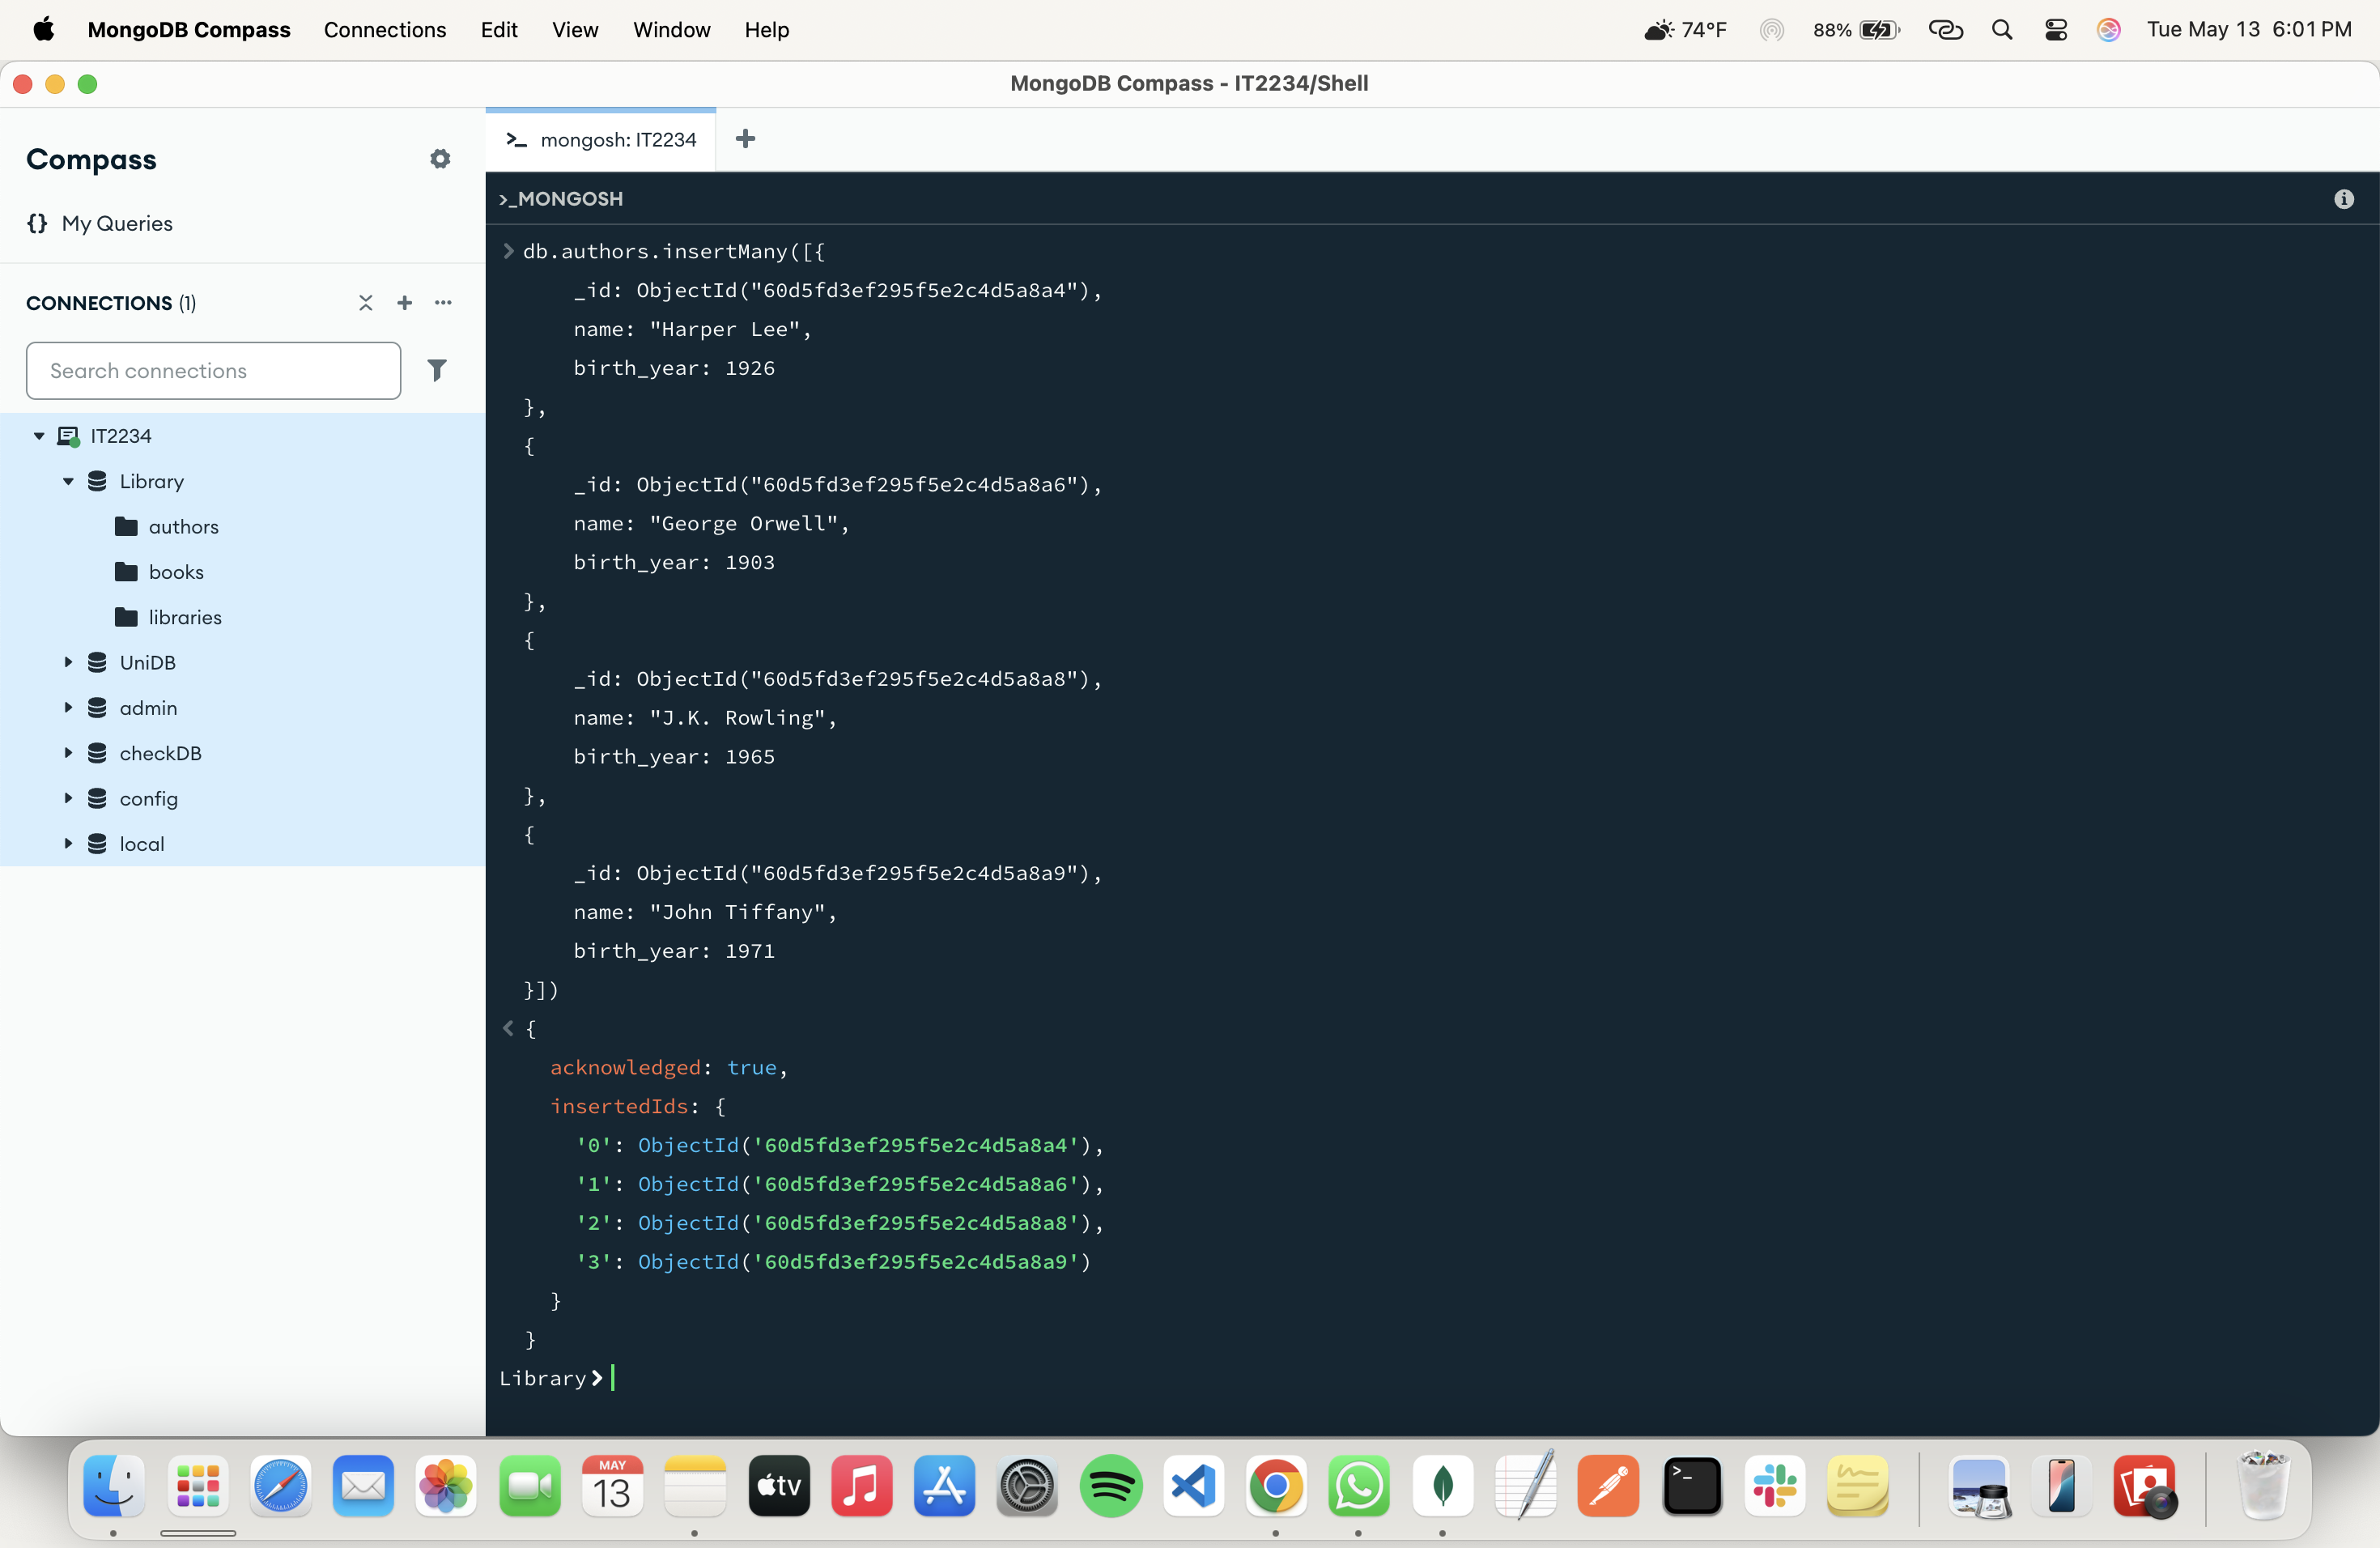 MongoDB Compass Connections Edit View Window Help 74°F 88% Tue May 13 6:01 PM
MongoDB Compass - IT2234/Shell
Compass
{} My Queries
CONNECTIONS (1)
Search connections
IT2234
Library
authors
books
libraries
UniDB
admin
checkDB
config
local
>_ mongosh: IT2234 +
>_MONGOSH
> db.authors.insertMany([{
_id: ObjectId("60d5fd3ef295f5e2c4d5a8a4"),
name: "Harper Lee",
birth_year: 1926
},
{
_id: ObjectId("60d5fd3ef295f5e2c4d5a8a6"),
name: "George Orwell",
birth_year: 1903
},
{
_id: ObjectId("60d5fd3ef295f5e2c4d5a8a8"),
name: "J.K. Rowling",
birth_year: 1965
},
{
_id: ObjectId("60d5fd3ef295f5e2c4d5a8a9"),
name: "John Tiffany",
birth_year: 1971
}])
< {
acknowledged: true,
insertedIds: {
'0': ObjectId('60d5fd3ef295f5e2c4d5a8a4'),
'1': ObjectId('60d5fd3ef295f5e2c4d5a8a6'),
'2': ObjectId('60d5fd3ef295f5e2c4d5a8a8'),
'3': ObjectId('60d5fd3ef295f5e2c4d5a8a9')
}
}
Library>
MAY
13
tv
>_